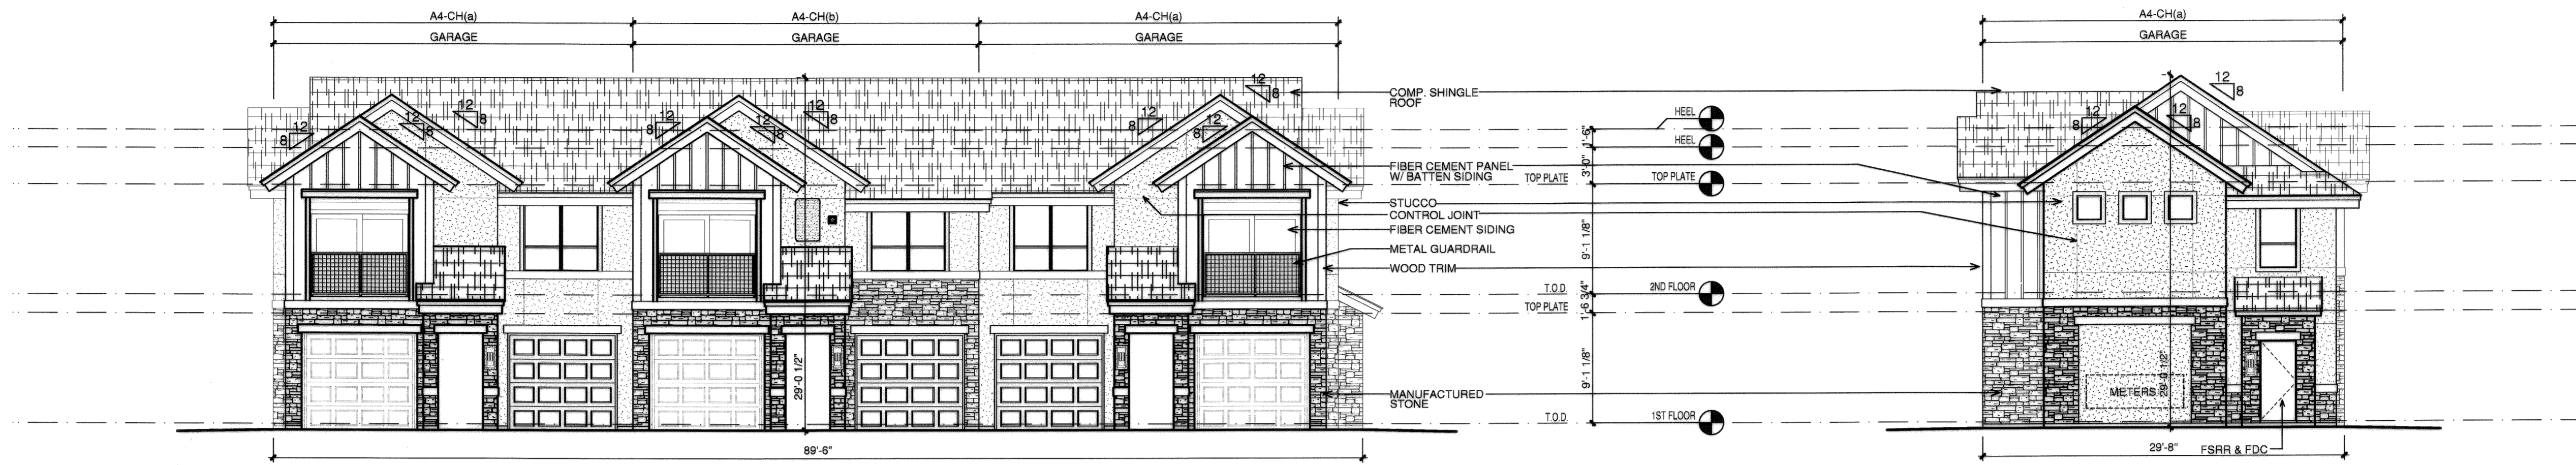 A4-CH(a)
A4-CH(b)
A4-CH(a)
A4-CH(a)
GARAGE
GARAGE
GARAGE
GARAGE
12
8
12
8
12
8
12
8
12
8
12
8
12
8
12
8
12
8
12
8
12
8
12
8
COMP. SHINGLE
ROOF
HEEL
HEEL
1'-6"
3'-0"
FIBER CEMENT PANEL
W/ BATTEN SIDING
TOP PLATE
TOP PLATE
STUCCO
CONTROL JOINT
FIBER CEMENT SIDING
METAL GUARDRAIL
WOOD TRIM
9'-1 1/8"
T.O.D.
2ND FLOOR
1'-6 3/4"
TOP PLATE
9'-1 1/8"
29'-0 1/2"
MANUFACTURED
STONE
METERS
29'-0 1/2"
T.O.D.
1ST FLOOR
89'-6"
29'-8"
FSRR & FDC